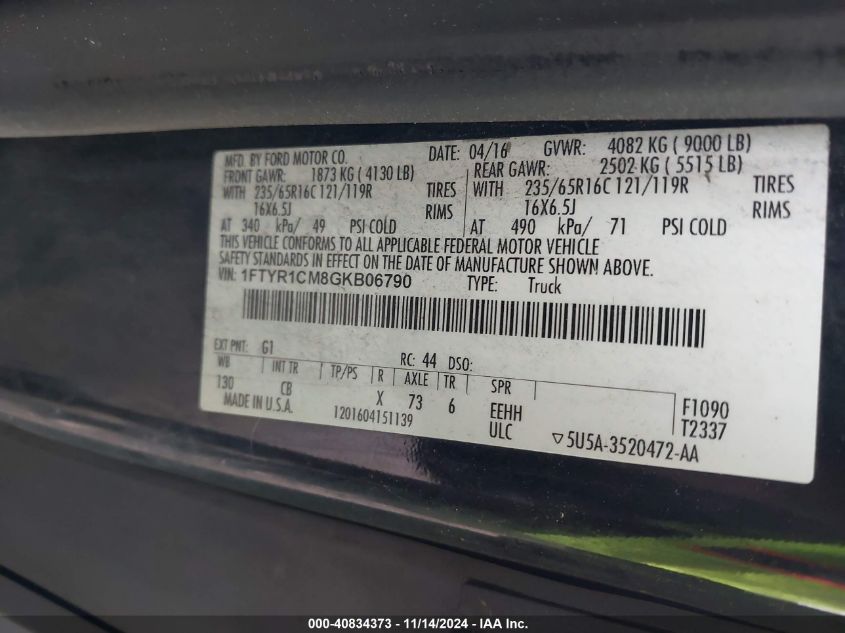 MFD. BY FORD MOTOR CO. DATE: 04/16 GVWR: 4082 KG ( 9000 LB)
FRONT GAWR: 1873 KG ( 4130 LB) REAR GAWR: 2502 KG ( 5515 LB)
WITH 235/65R16C 121/119R TIRES WITH 235/65R16C 121/119R TIRES
16X6.5J RIMS 16X6.5J RIMS
AT 340 kPa/ 49 PSI COLD AT 490 kPa/ 71 PSI COLD
THIS VEHICLE CONFORMS TO ALL APPLICABLE FEDERAL MOTOR VEHICLE
SAFETY STANDARDS IN EFFECT ON THE DATE OF MANUFACTURE SHOWN ABOVE.
VIN: 1FTYR1CM8GKB06790 TYPE: Truck
EXT PNT: G1 RC: 44 DSO:
WB INT TR TP/PS R AXLE TR SPR
130 CB X 73 6 EEHH F1090
MADE IN U.S.A. 1201604151139 ULC T2337
5U5A-3520472-AA
000-40834373 - 11/14/2024 - IAA Inc.